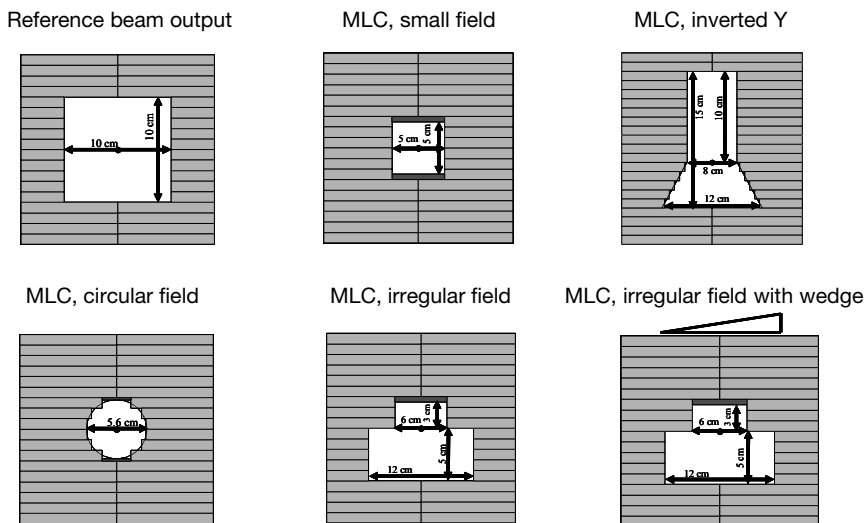 Reference beam output
MLC, small field
MLC, inverted Y
10 cm
10 cm
5 cm
5 cm
15 cm
10 cm
8 cm
12 cm
MLC, circular field
MLC, irregular field
MLC, irregular field with wedge
5.6 cm
6 cm
3 cm
5 cm
12 cm
6 cm
3 cm
5 cm
12 cm